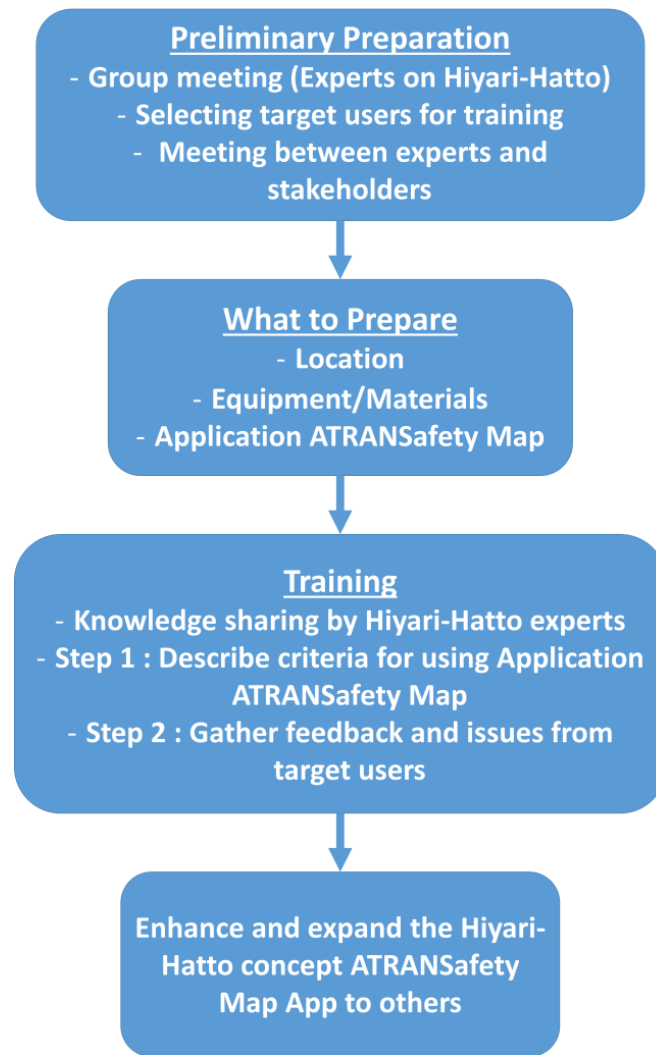 Preliminary Preparation
- Group meeting (Experts on Hiyari-Hatto)
- Selecting target users for training
- Meeting between experts and
stakeholders
What to Prepare
- Location
- Equipment/Materials
- Application ATRANSafety Map
Training
- Knowledge sharing by Hiyari-Hatto experts
- Step 1 : Describe criteria for using Application
ATRANSafety Map
- Step 2 : Gather feedback and issues from
target users
Enhance and expand the Hiyari-
Hatto concept ATRANSafety
Map App to others